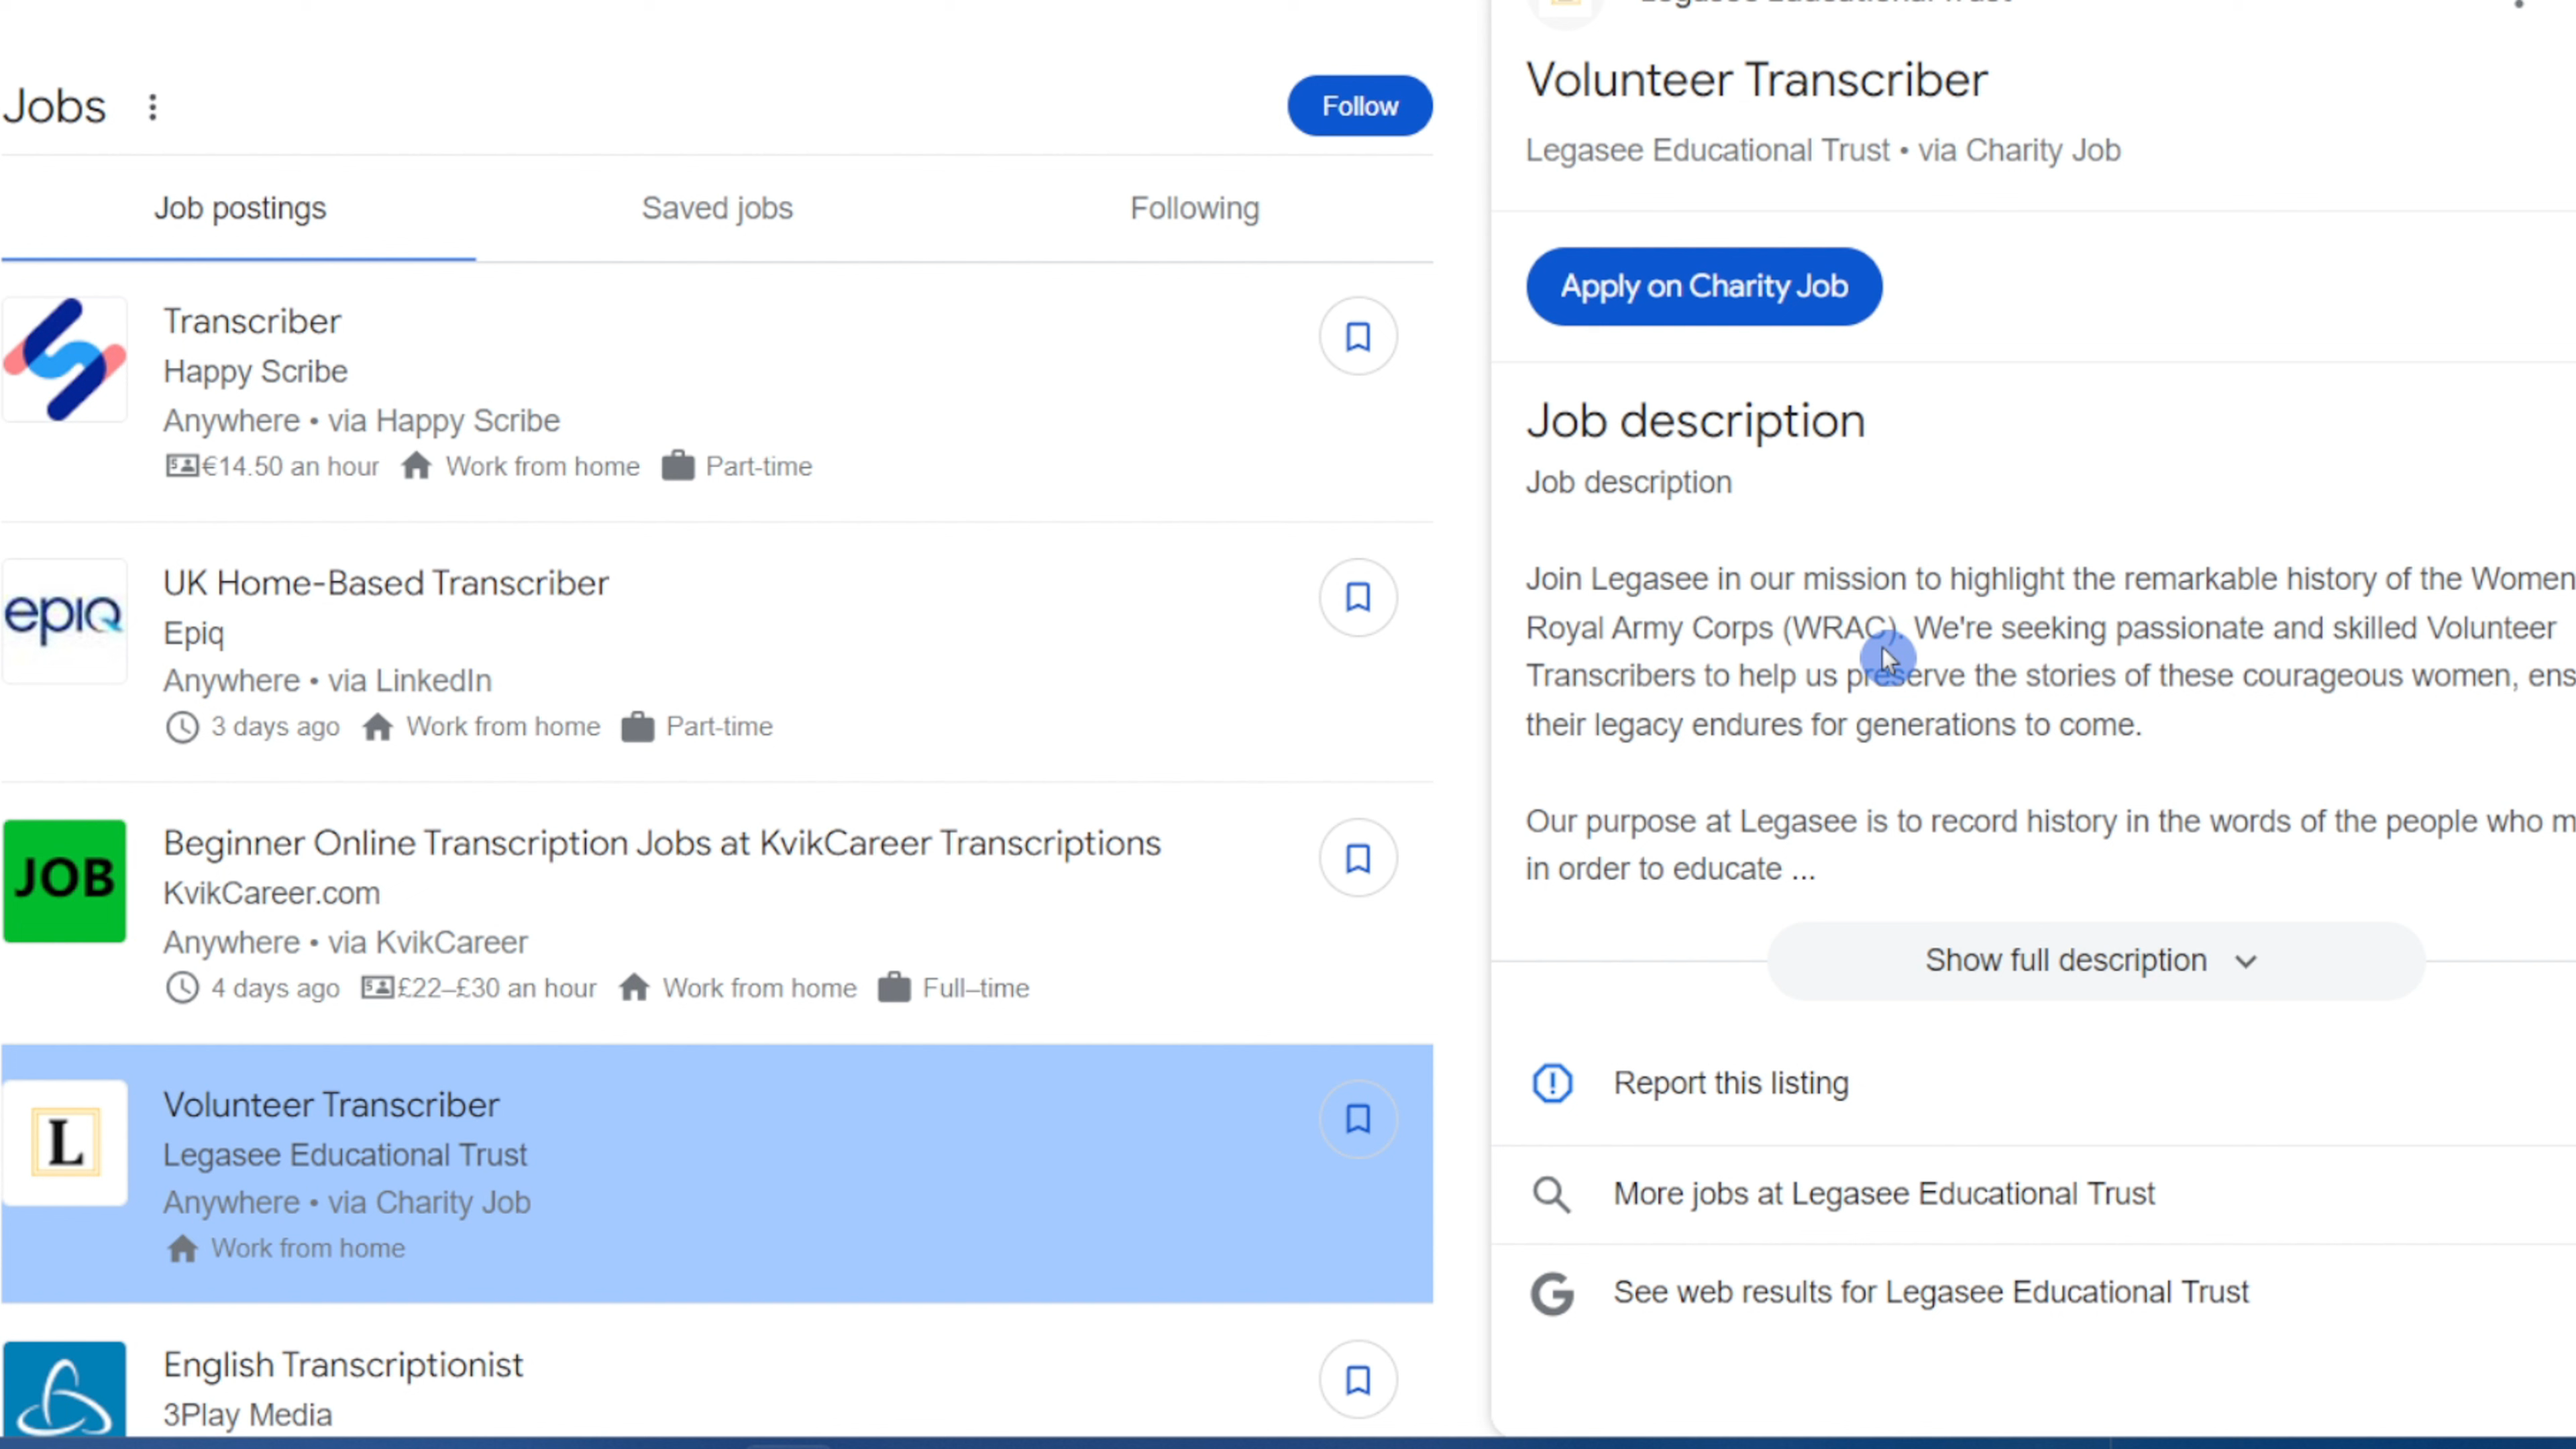 Jobs
Follow
Job postings
Saved jobs
Following
Transcriber
Happy Scribe
Anywhere • via Happy Scribe
€14.50 an hour Work from home Part-time
epiq
UK Home-Based Transcriber
Epiq
Anywhere • via LinkedIn
3 days ago Work from home Part-time
JOB
Beginner Online Transcription Jobs at KvikCareer Transcriptions
KvikCareer.com
Anywhere • via KvikCareer
4 days ago £22–£30 an hour Work from home Full–time
L
Volunteer Transcriber
Legasee Educational Trust
Anywhere • via Charity Job
Work from home
English Transcriptionist
3Play Media
Volunteer Transcriber
Legasee Educational Trust • via Charity Job
Apply on Charity Job
Job description
Job description
Join Legasee in our mission to highlight the remarkable history of the Women
Royal Army Corps (WRAC). We're seeking passionate and skilled Volunteer
Transcribers to help us preserve the stories of these courageous women, ens
their legacy endures for generations to come.
Our purpose at Legasee is to record history in the words of the people who m
in order to educate ...
Show full description
Report this listing
More jobs at Legasee Educational Trust
See web results for Legasee Educational Trust